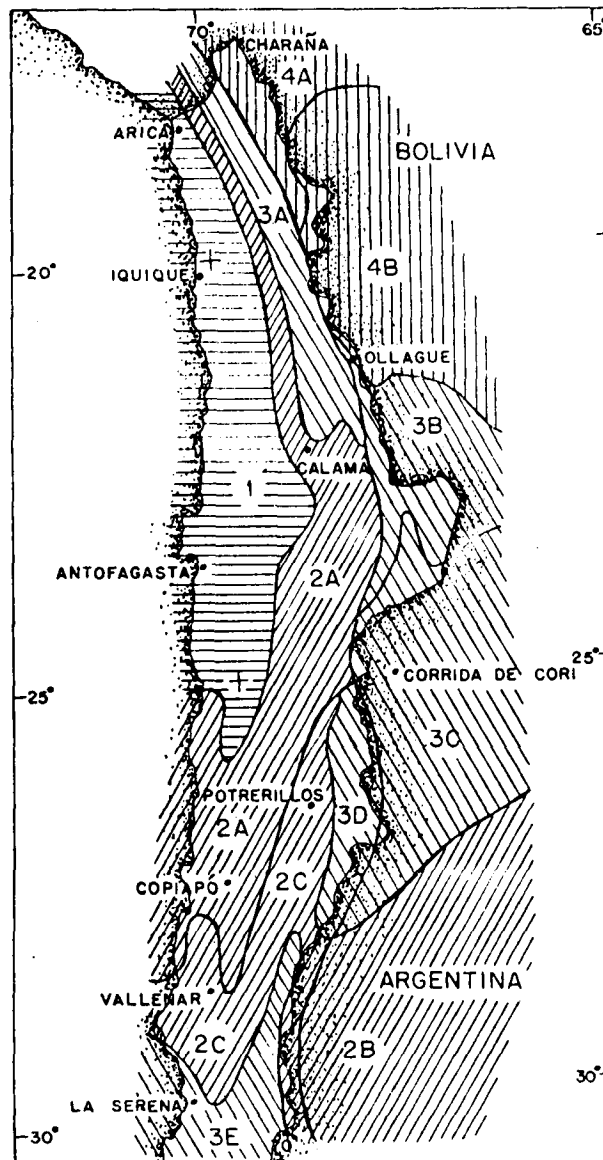 70°
65°
CHARAÑA
4A
ARICA
BOLIVIA
3A
20°
IQUIQUE
4B
OLLAGUE
3B
CALAMA
1
ANTOFAGASTA
2A
25°
CORRIDA DE CORI
25°
3C
POTRERILLOS
3D
2A
COPIAPÓ
2C
ARGENTINA
VALLENAR
2C
2B
30°
LA SERENA
3E
30°